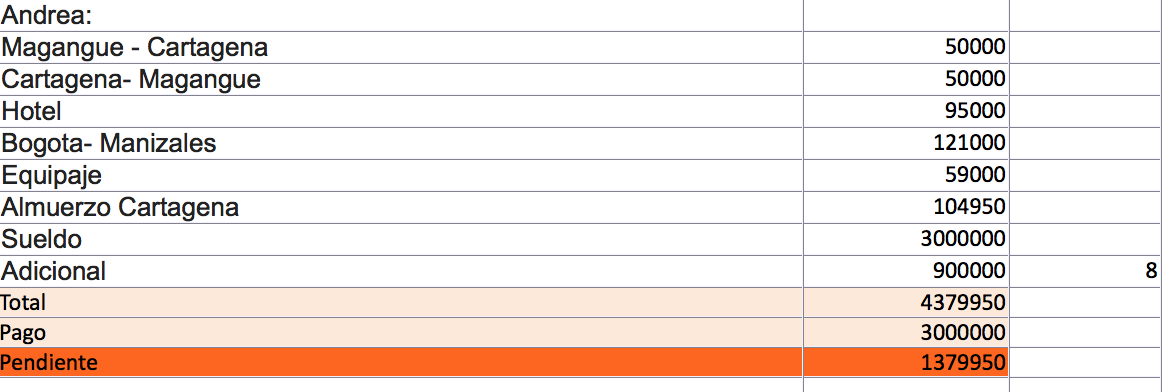 Andrea:
Magangue - Cartagena 50000
Cartagena- Magangue 50000
Hotel 95000
Bogota- Manizales 121000
Equipaje 59000
Almuerzo Cartagena 104950
Sueldo 3000000
Adicional 900000 8
Total 4379950
Pago 3000000
Pendiente 1379950